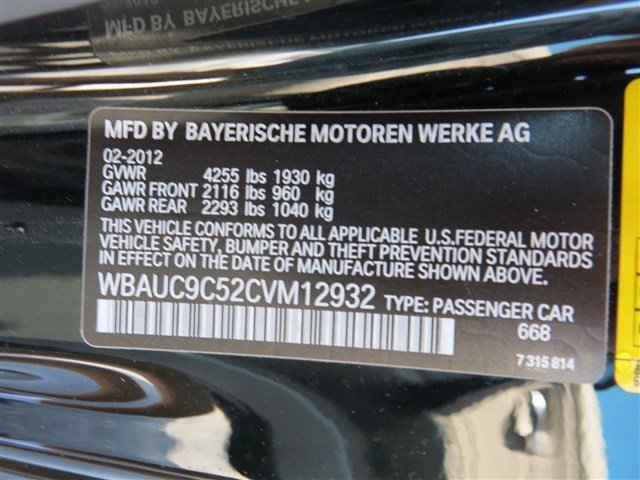 MFD BY BAYERISCHE MOTOREN WERKE AG
02-2012
GVWR 4255 lbs 1930 kg
GAWR FRONT 2116 lbs 960 kg
GAWR REAR 2293 lbs 1040 kg
THIS VEHICLE CONFORMS TO ALL APPLICABLE U.S.FEDERAL MOTOR
VEHICLE SAFETY, BUMPER AND THEFT PREVENTION STANDARDS
IN EFFECT ON THE DATE OF MANUFACTURE SHOWN ABOVE.
WBAUC9C52CVM12932 TYPE: PASSENGER CAR
668
7 315 814